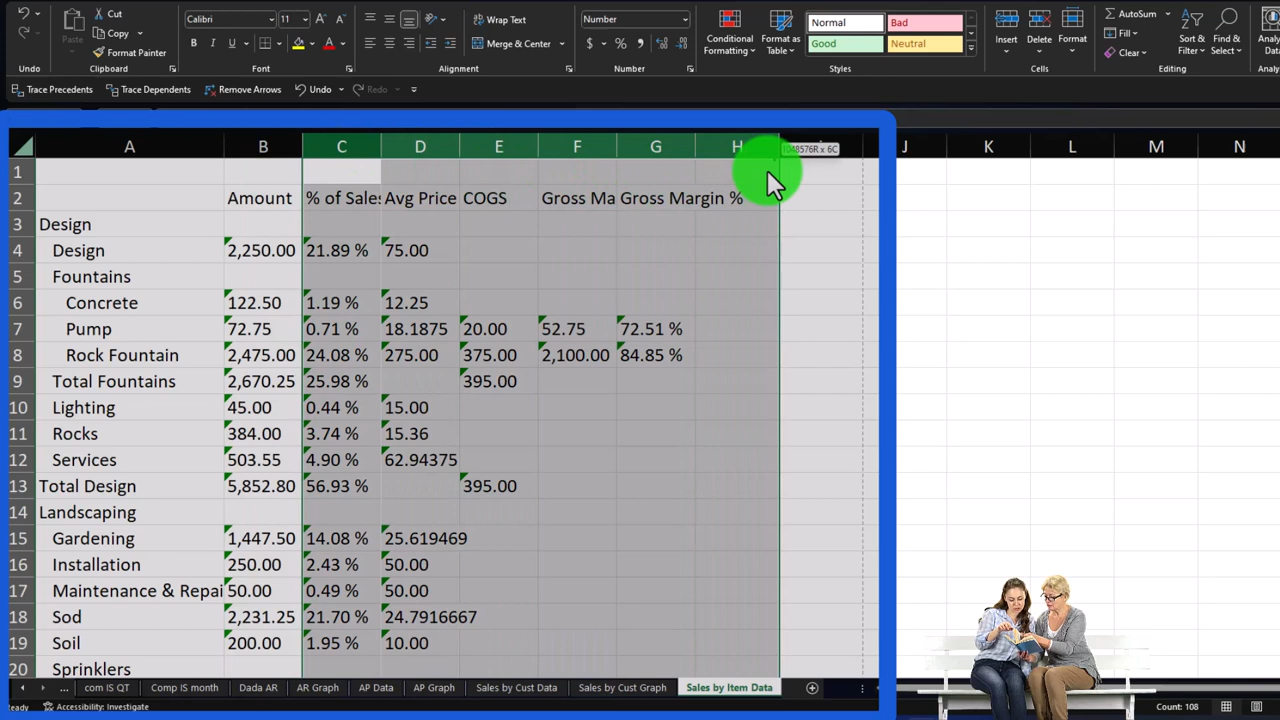 Cut
Copy
Format Painter
Paste
Undo
Clipboard
Calibri
11
Font
Wrap Text
Merge & Center
Alignment
Number
$ % ,
Number
Conditional Formatting
Format as Table
Normal
Bad
Good
Neutral
Styles
Insert
Delete
Format
Cells
AutoSum
Fill
Clear
Sort & Filter
Find & Select
Editing
Trace Precedents Trace Dependents Remove Arrows Undo Redo
A B C D E F G H J K L M N
1048576R x 6C
1
2 Amount % of Sales Avg Price COGS Gross Ma Gross Margin %
3 Design
4 Design 2,250.00 21.89 % 75.00
5 Fountains
6 Concrete 122.50 1.19 % 12.25
7 Pump 72.75 0.71 % 18.1875 20.00 52.75 72.51 %
8 Rock Fountain 2,475.00 24.08 % 275.00 375.00 2,100.00 84.85 %
9 Total Fountains 2,670.25 25.98 % 395.00
10 Lighting 45.00 0.44 % 15.00
11 Rocks 384.00 3.74 % 15.36
12 Services 503.55 4.90 % 62.94375
13 Total Design 5,852.80 56.93 % 395.00
14 Landscaping
15 Gardening 1,447.50 14.08 % 25.619469
16 Installation 250.00 2.43 % 50.00
17 Maintenance & Repai 50.00 0.49 % 50.00
18 Sod 2,231.25 21.70 % 24.7916667
19 Soil 200.00 1.95 % 10.00
20 Sprinklers
... com IS QT Comp IS month Dada AR AR Graph AP Data AP Graph Sales by Cust Data Sales by Cust Graph Sales by Item Data
Ready Accessibility: Investigate Count: 108